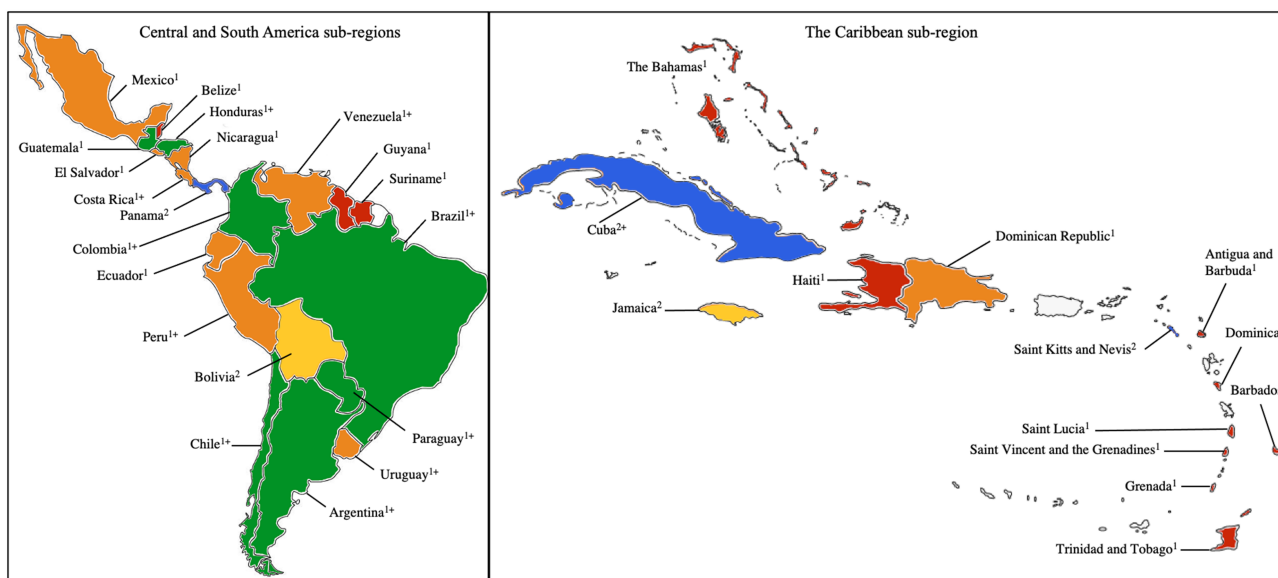 Central and South America sub-regions
Mexico¹
Belize¹
Honduras¹⁺
Nicaragua¹
Venezuela¹⁺
Guyana¹
Suriname¹
Guatemala¹
El Salvador¹
Costa Rica¹⁺
Panama²
Brazil¹⁺
Colombia¹⁺
Ecuador¹
Peru¹⁺
Bolivia²
Chile¹⁺
Paraguay¹⁺
Uruguay¹⁺
Argentina¹⁺
The Caribbean sub-region
The Bahamas¹
Cuba²⁺
Dominican Republic¹
Haiti¹
Jamaica²
Antigua and
Barbuda¹
Saint Kitts and Nevis²
Dominica
Barbado
Saint Lucia¹
Saint Vincent and the Grenadines¹
Grenada¹
Trinidad and Tobago¹